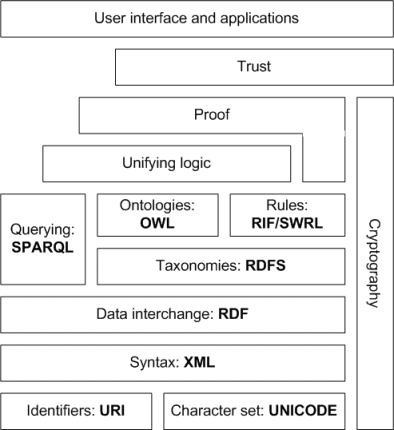 User interface and applications
Trust
Proof
Unifying logic
Querying:
SPARQL
Ontologies:
OWL
Rules:
RIF/SWRL
Taxonomies: RDFS
Data interchange: RDF
Syntax: XML
Identifiers: URI
Character set: UNICODE
Cryptography